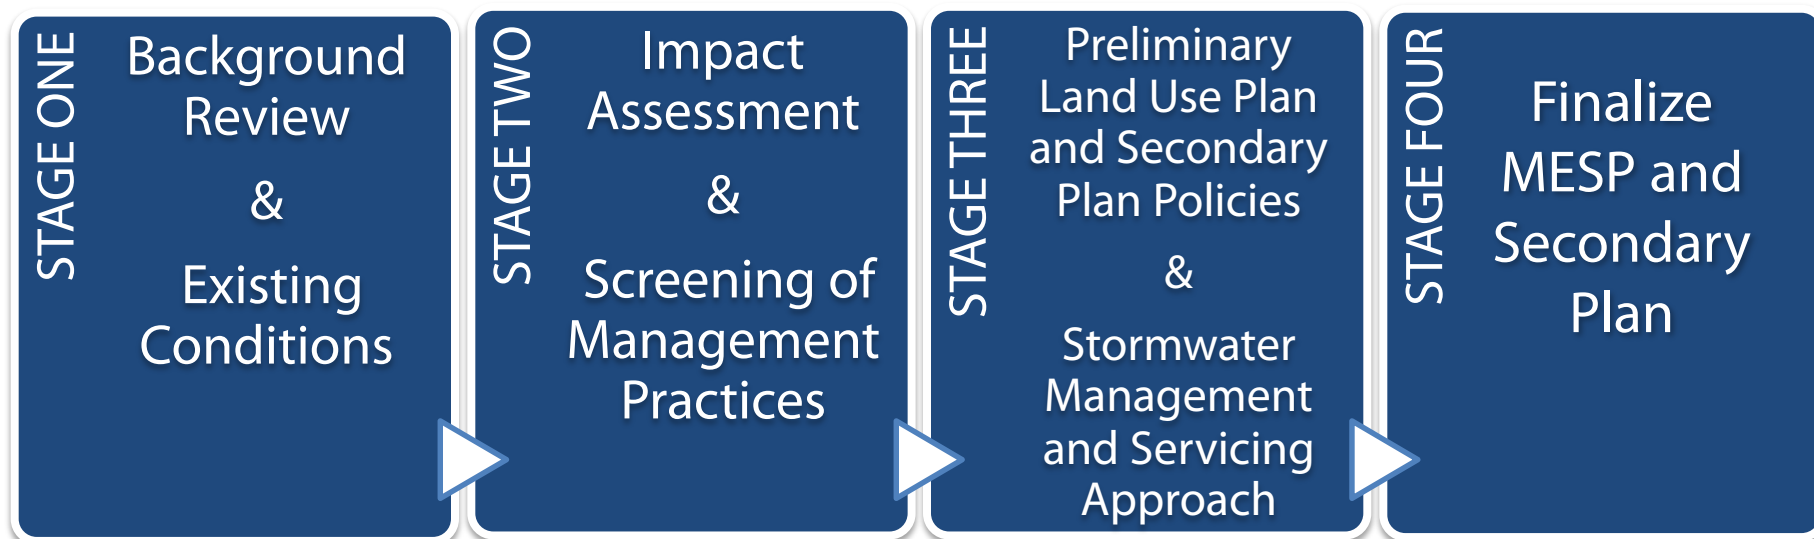 STAGE ONE
Background
Review
&
Existing
Conditions
STAGE TWO
Impact
Assessment
&
Screening of
Management
Practices
STAGE THREE
Preliminary
Land Use Plan
and Secondary
Plan Policies
&
Stormwater
Management
and Servicing
Approach
STAGE FOUR
Finalize
MESP and
Secondary
Plan